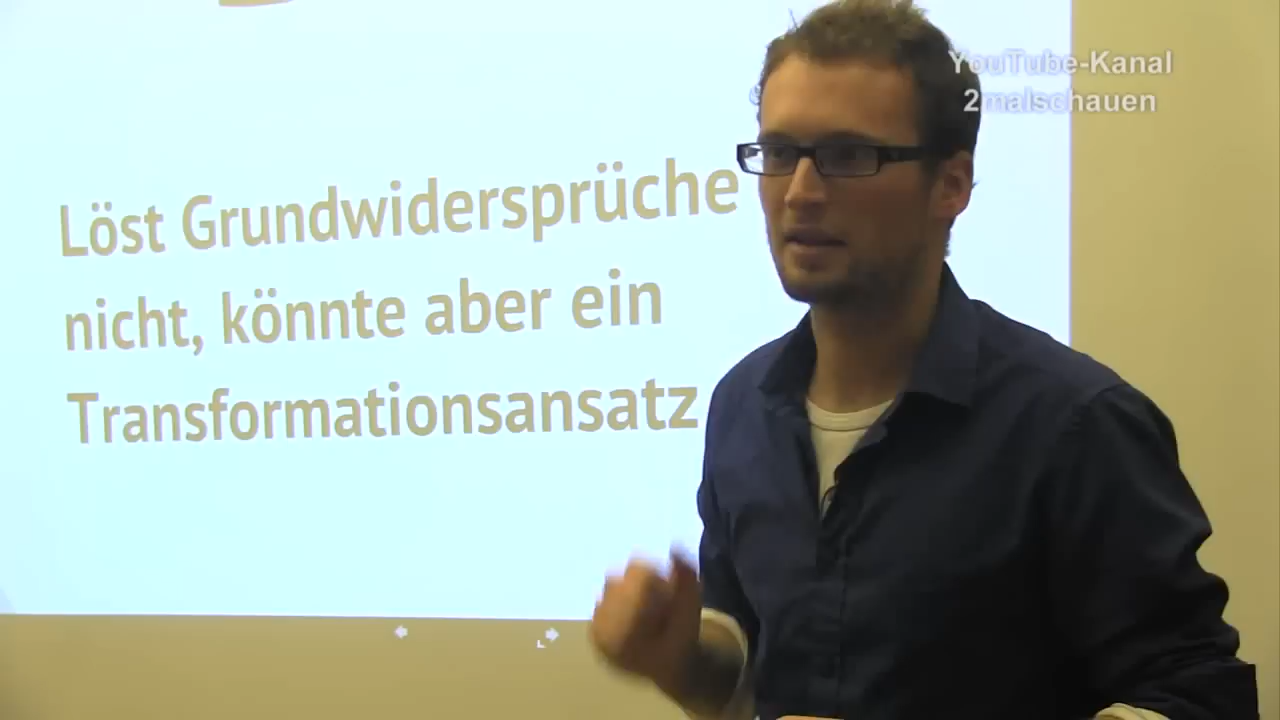 YouTube-Kanal
2malschauen
Löst Grundwidersprüche
nicht, könnte aber ein
Transformationsansatz